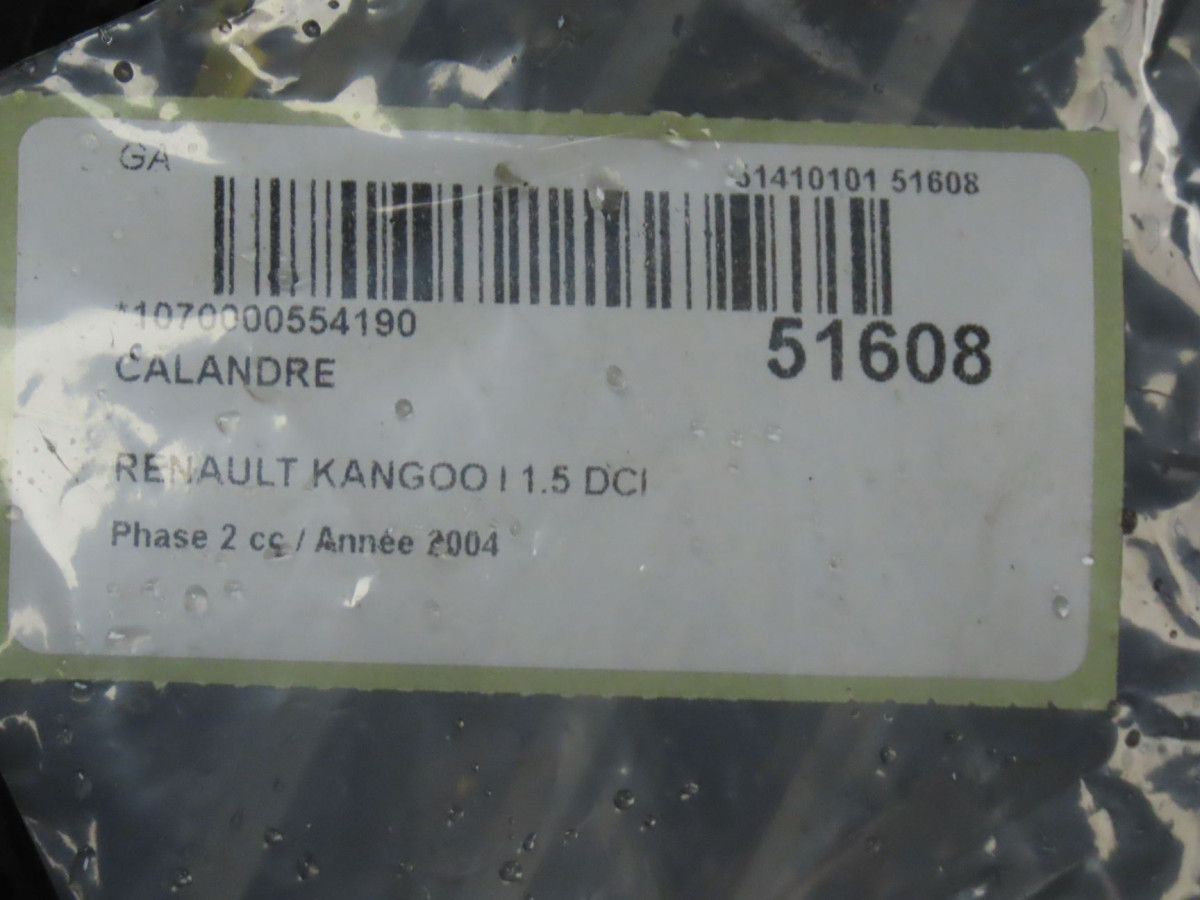 GA
51410101 51608
*1070000554190
51608
CALANDRE
RENAULT KANGOO I 1.5 DCI
Phase 2 cc / Année 2004